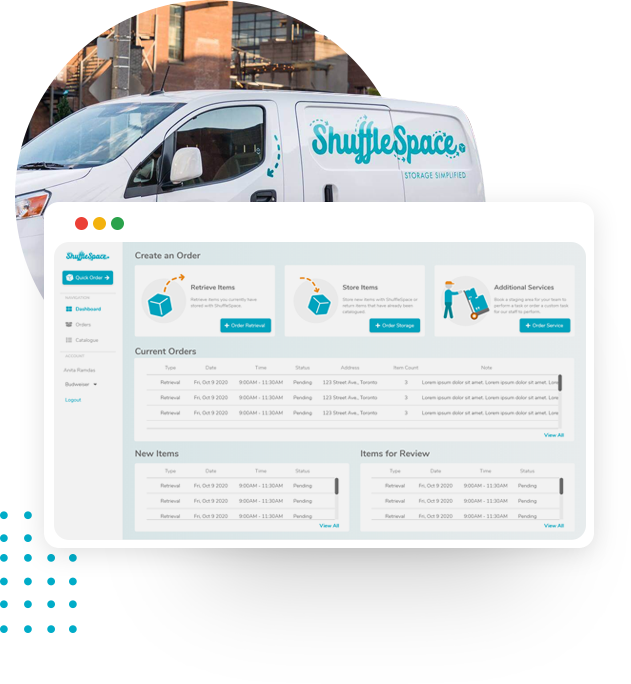 ShuffleSpace
STORAGE SIMPLIFIED
ShuffleSpace
Quick Order
NAVIGATION
Dashboard
Orders
Catalogue
ACCOUNT
Anita Ramdas
Budweiser
Logout
Create an Order
Retrieve Items
Retrieve items you currently have
stored with ShuffleSpace.
+ Order Retrieval
Store Items
Store new items with ShuffleSpace or
return items that have already been
catalogued.
+ Order Storage
Additional Services
Book a staging area for your team to
perform a task or order a custom task
for our staff to perform.
+ Order Service
Current Orders
Type Date Time Status Address Item Count Note
Retrieval Fri, Oct 9 2020 9:00AM - 11:30AM Pending 123 Street Ave., Toronto 3 Lorem ipsum dolor sit amet. Lorem ipsum dolor sit amet. Lore
Retrieval Fri, Oct 9 2020 9:00AM - 11:30AM Pending 123 Street Ave., Toronto 3 Lorem ipsum dolor sit amet. Lorem ipsum dolor sit amet. Lore
Retrieval Fri, Oct 9 2020 9:00AM - 11:30AM Pending 123 Street Ave., Toronto 3 Lorem ipsum dolor sit amet. Lorem ipsum dolor sit amet. Lore
View All
New Items
Type Date Time Status
Retrieval Fri, Oct 9 2020 9:00AM - 11:30AM Pending
Retrieval Fri, Oct 9 2020 9:00AM - 11:30AM Pending
Retrieval Fri, Oct 9 2020 9:00AM - 11:30AM Pending
View All
Items for Review
Type Date Time Status
Retrieval Fri, Oct 9 2020 9:00AM - 11:30AM Pending
Retrieval Fri, Oct 9 2020 9:00AM - 11:30AM Pending
Retrieval Fri, Oct 9 2020 9:00AM - 11:30AM Pending
View All